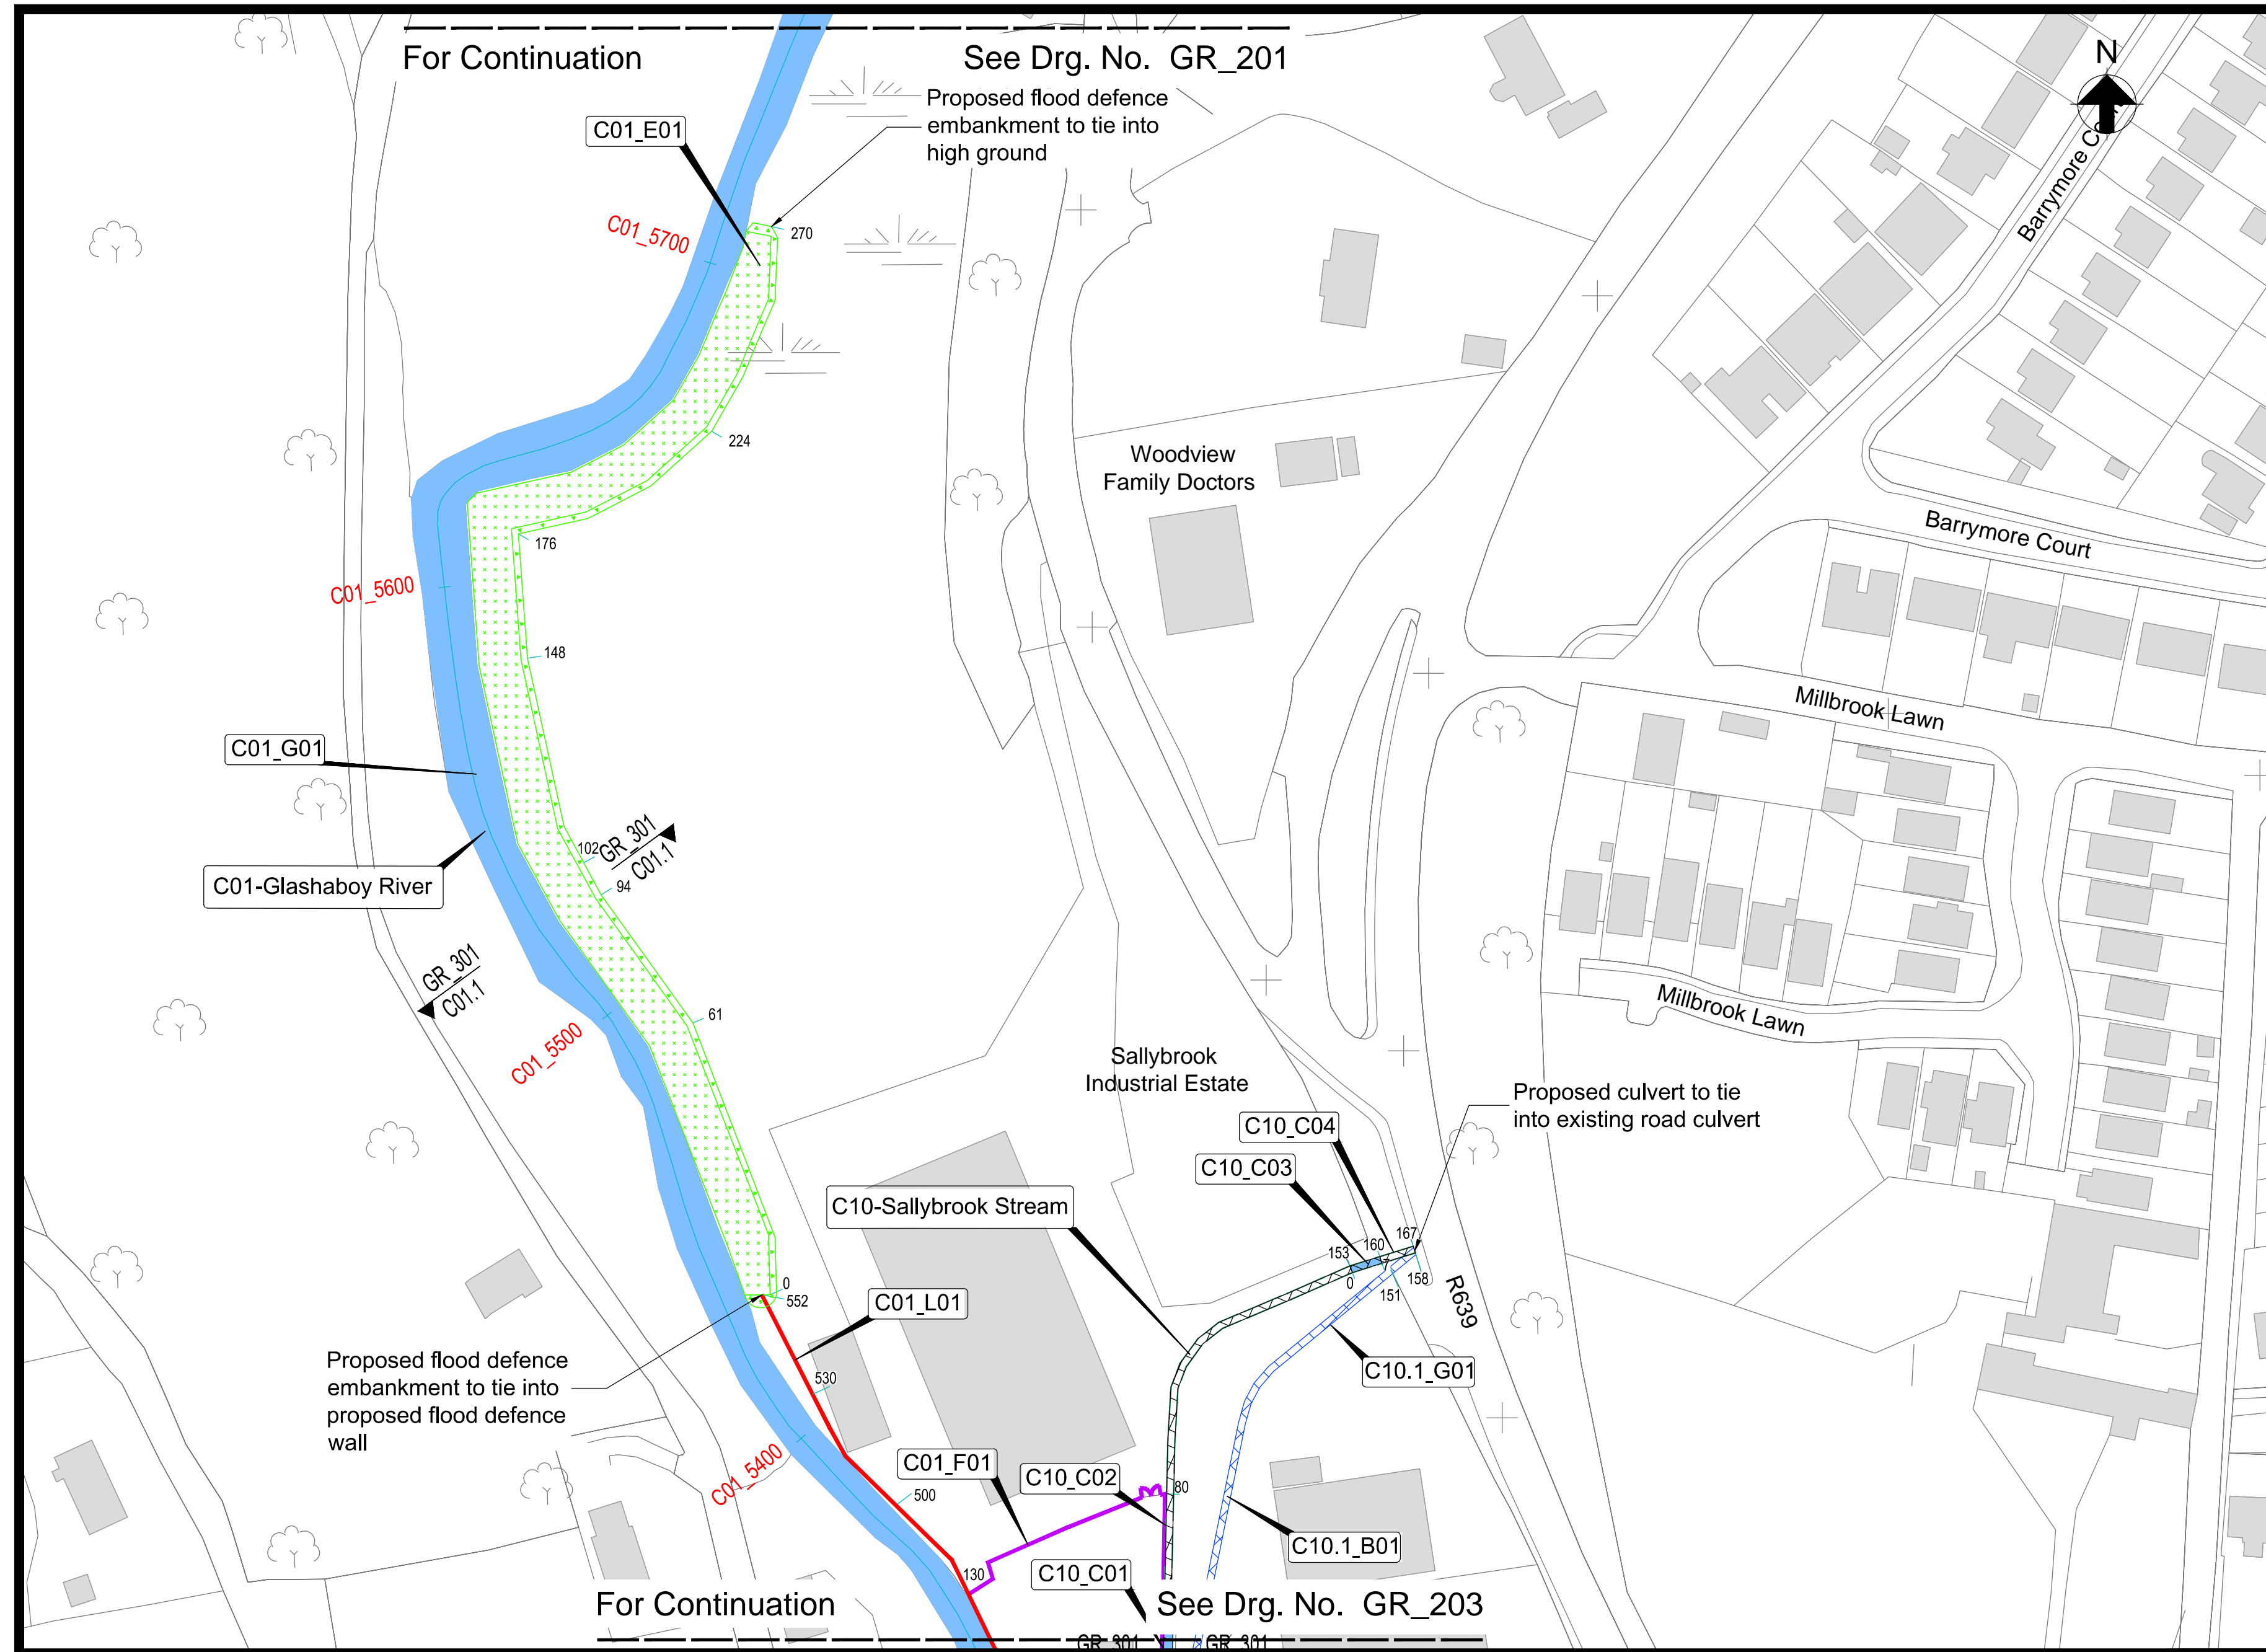 For Continuation
See Drg. No. GR_201
N
Proposed flood defence
embankment to tie into
high ground
C01_E01
C01_5700
270
Barrymore
224
Woodview
Family Doctors
176
Barrymore Court
C01_5600
148
Millbrook Lawn
C01_G01
102
GR_301
C01.1
94
C01-Glashaboy River
GR_301
C01.1
61
C01_5500
Millbrook Lawn
Sallybrook
Industrial Estate
Proposed culvert to tie
into existing road culvert
C10_C04
C10_C03
C10-Sallybrook Stream
153
160
167
7
0
151
158
R639
0
552
C01_L01
Proposed flood defence
embankment to tie into
proposed flood defence
wall
530
C10.1_G01
C01_5400
C01_F01
C10_C02
80
500
C10.1_B01
130
C10_C01
For Continuation
See Drg. No. GR_203
GR_301
GR_301